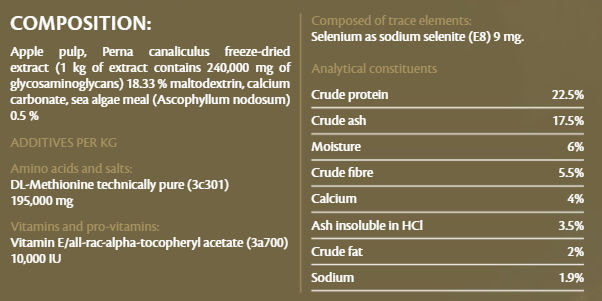 COMPOSITION:
Apple pulp, Perna canaliculus freeze-dried
extract (1 kg of extract contains 240,000 mg of
glycosaminoglycans) 18.33 % maltodextrin, calcium
carbonate, sea algae meal (Ascophyllum nodosum)
0.5 %
ADDITIVES PER KG
Amino acids and salts:
DL-Methionine technically pure (3c301)
195,000 mg
Vitamins and pro-vitamins:
Vitamin E/all-rac-alpha-tocopheryl acetate (3a700)
10,000 IU
Composed of trace elements:
Selenium as sodium selenite (E8) 9 mg.
Analytical constituents
Crude protein 22.5%
Crude ash 17.5%
Moisture 6%
Crude fibre 5.5%
Calcium 4%
Ash insoluble in HCl 3.5%
Crude fat 2%
Sodium 1.9%